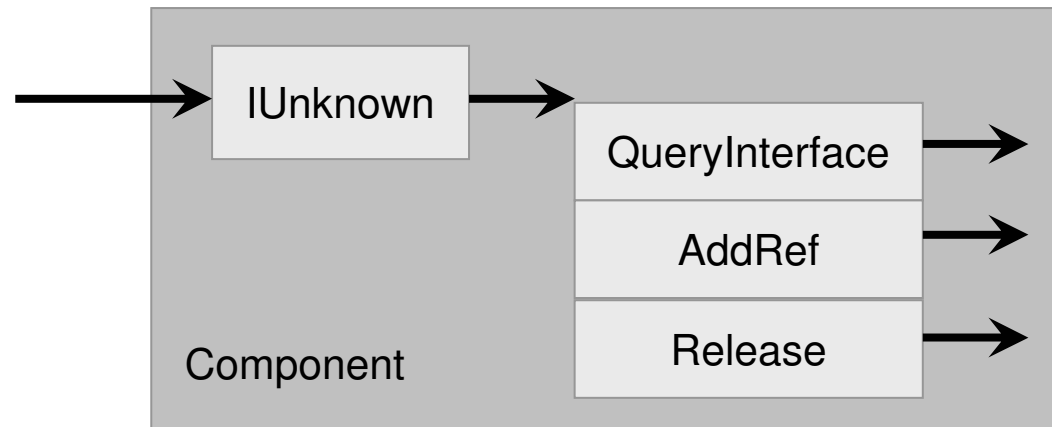 IUnknown
QueryInterface
AddRef
Release
Component